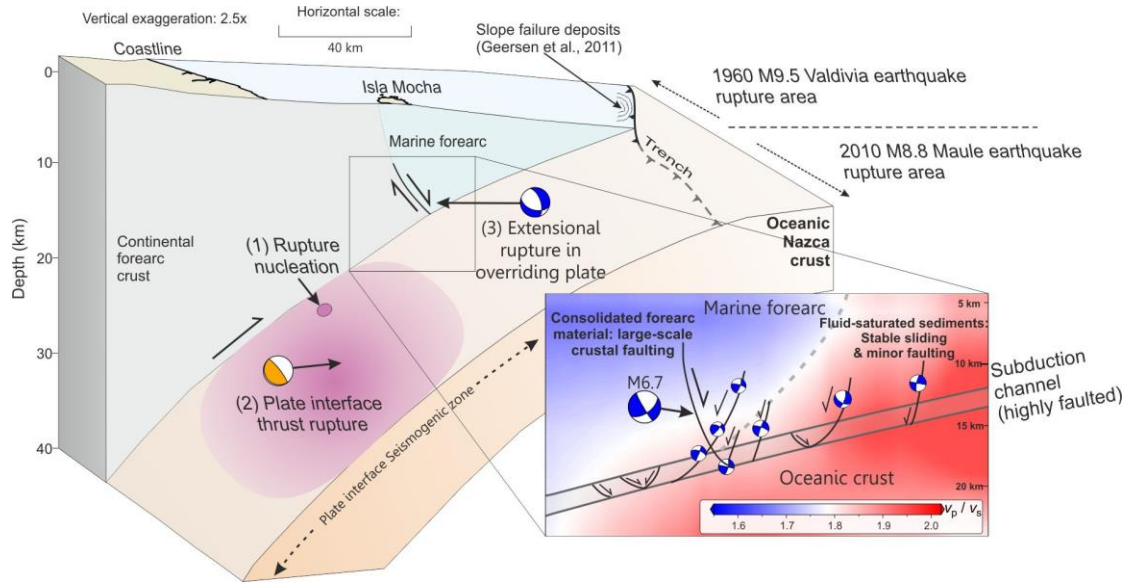 Vertical exaggeration: 2.5x
Horizontal scale:
40 km
Coastline
Isla Mocha
Slope failure deposits
(Geersen et al., 2011)
1960 M9.5 Valdivia earthquake
rupture area
2010 M8.8 Maule earthquake
rupture area
Marine forearc
Trench
Depth (km)
0
10
20
30
40
Continental
forearc
crust
(1) Rupture
nucleation
(2) Plate interface
thrust rupture
(3) Extensional
rupture in
overriding plate
Oceanic
Nazca
crust
Plate interface Seismogenic zone
Marine forearc
Consolidated forearc
material: large-scale
crustal faulting
Fluid-saturated sediments:
Stable sliding
& minor faulting
M6.7
5 km
10 km
15 km
20 km
Subduction
channel
(highly faulted)
Oceanic crust
vp / vs
1.6
1.7
1.8
1.9
2.0